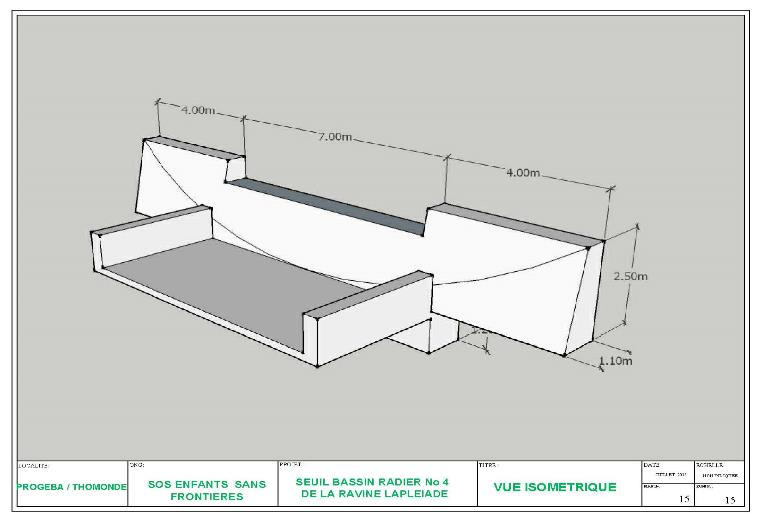 4.00m
7.00m
4.00m
2.50m
1.10m
LOCALITE:
PROGEBA / THOMONDE
ONG:
SOS ENFANTS SANS
FRONTIERES
PROJET
SEUIL BASSIN RADIER No 4
DE LA RAVINE LAPLEIADE
TITRE :
VUE ISOMETRIQUE
DATE
15
15